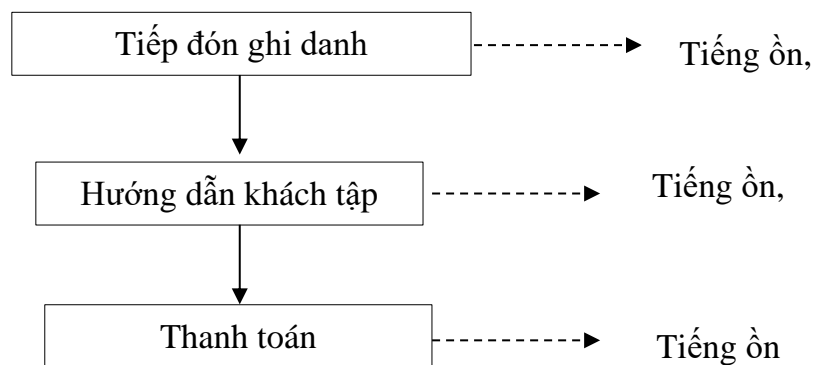 Tiếp đón ghi danh
Tiếng ồn,
Hướng dẫn khách tập
Tiếng ồn,
Thanh toán
Tiếng ồn